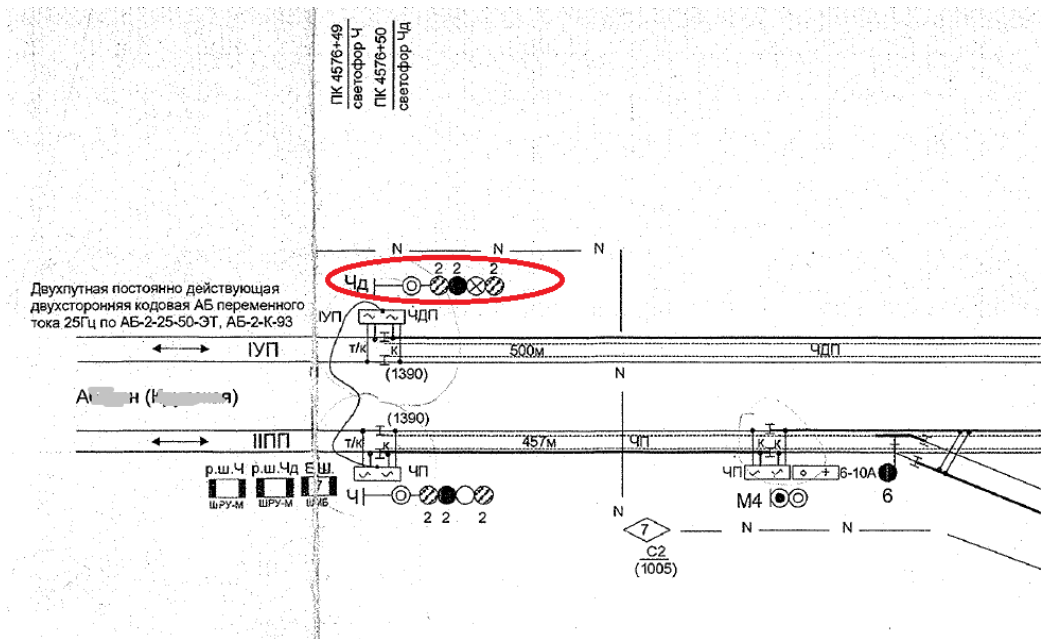 ПК 4576+49
светофор Ч
ПК 4576+50
светофор Чд
N N N
2 2 2
Чд
Двухпутная постоянно действующая
двухсторонняя кодовая АБ переменного
тока 25Гц по АБ-2-25-50-ЭТ, АБ-2-К-93
IУП ЧДП
IУП т/к к 500м ЧДП
(1390)
N
(1390)
IIПП т/к к 457м ЧП к к
р.ш.Ч р.ш.Чд Б.Ш. ЧП ЧП 6-10А
7
ШРУ-М ШРУ-М
Ч М4 6
2 2 2
N
7 N N
С2
(1005)